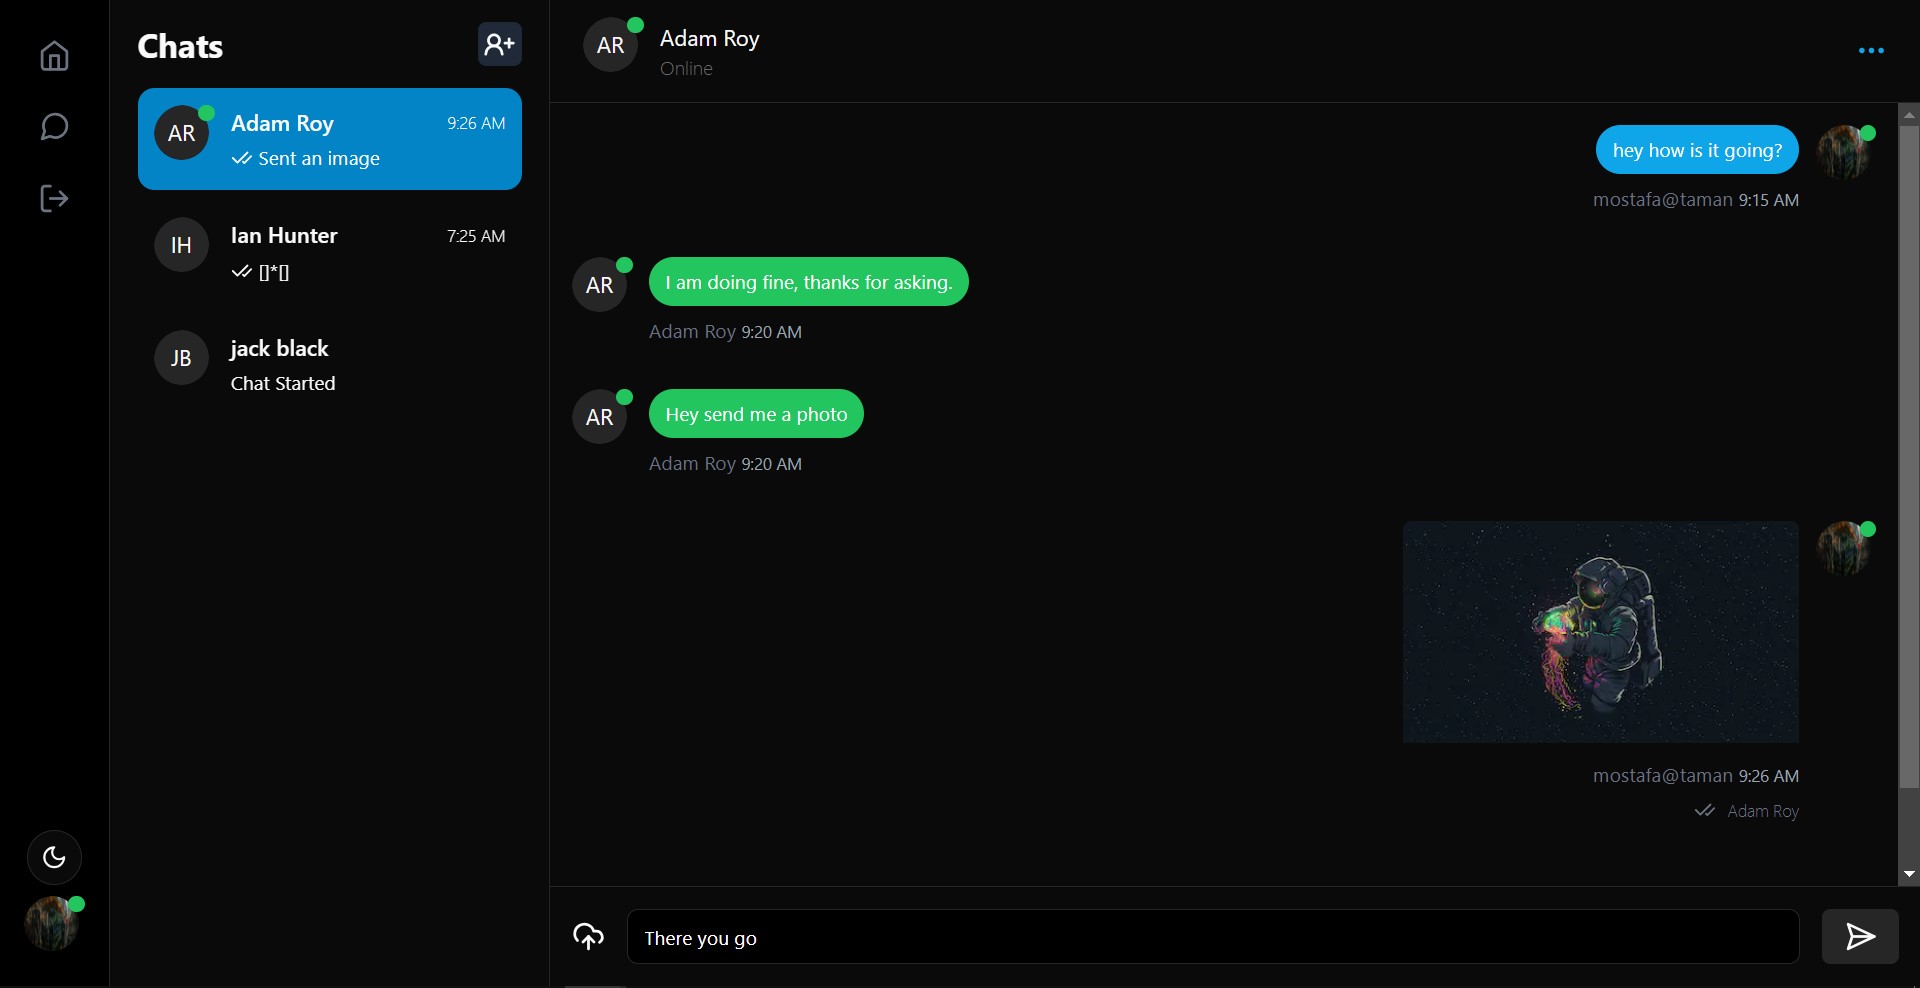 Chats
AR
Adam Roy
9:26 AM
Sent an image
IH
Ian Hunter
7:25 AM
[]*[]
JB
jack black
Chat Started
AR
Adam Roy
Online
hey how is it going?
mostafa@taman 9:15 AM
AR
I am doing fine, thanks for asking.
Adam Roy 9:20 AM
AR
Hey send me a photo
Adam Roy 9:20 AM
mostafa@taman 9:26 AM
Adam Roy
There you go